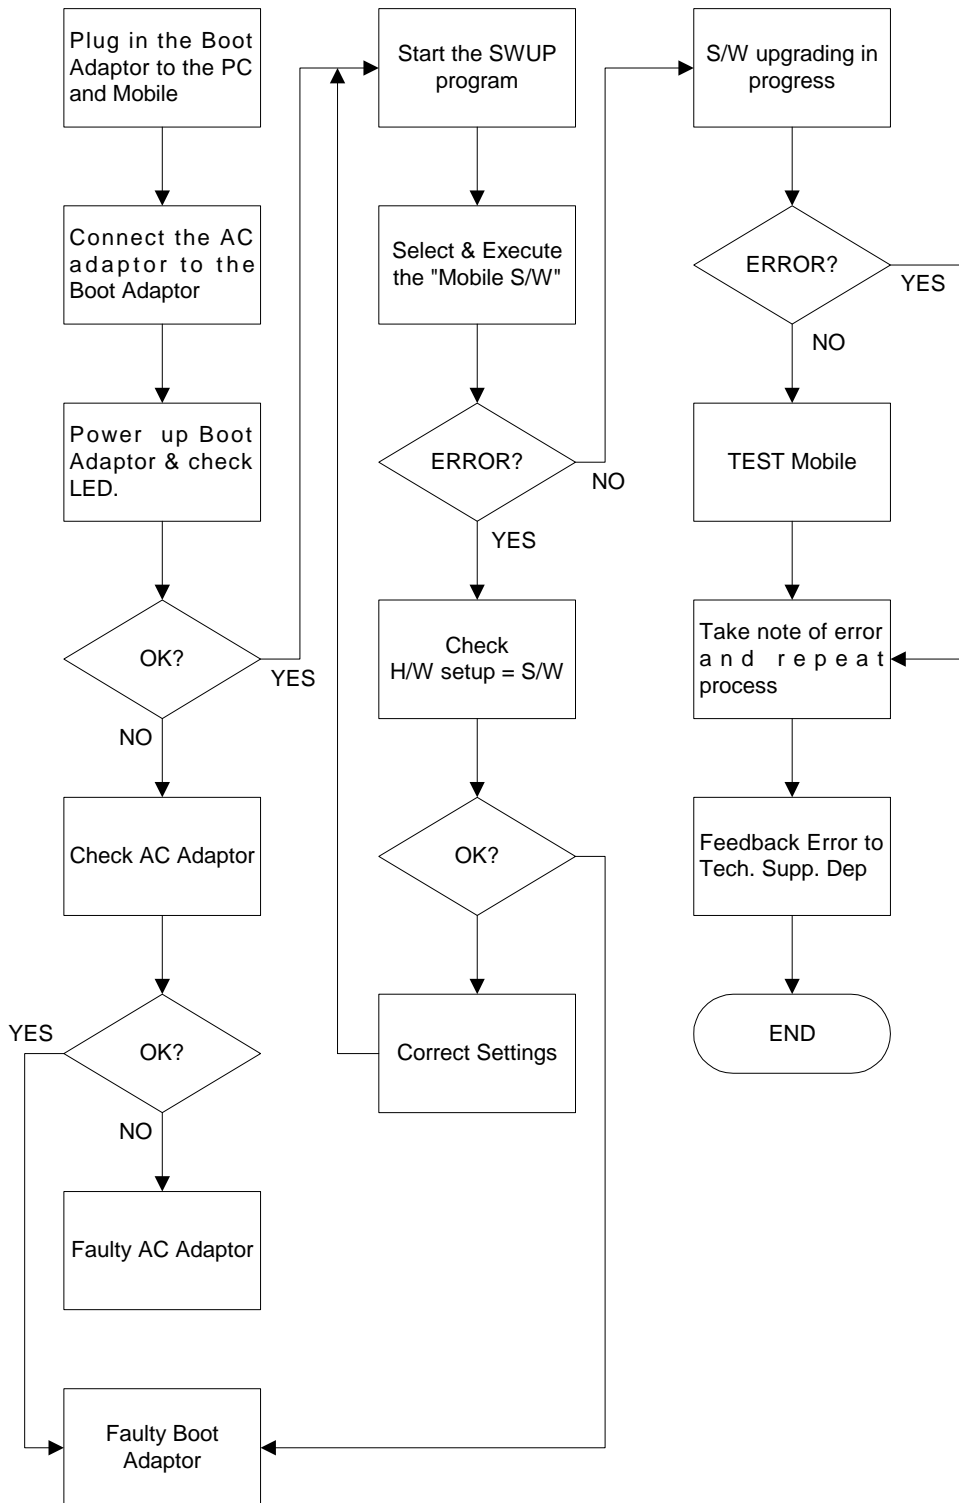 Plug in the Boot
Adaptor to the PC
and Mobile
Connect the AC
adaptor to the
Boot Adaptor
Power up Boot
Adaptor & check
LED.
OK?
YES
NO
Check AC Adaptor
YES
OK?
NO
Faulty AC Adaptor
Faulty Boot
Adaptor
Start the SWUP
program
Select & Execute
the "Mobile S/W"
ERROR?
NO
YES
Check
H/W setup = S/W
OK?
Correct Settings
S/W upgrading in
progress
ERROR?
YES
NO
TEST Mobile
Take note of error
and repeat
process
Feedback Error to
Tech. Supp. Dep
END